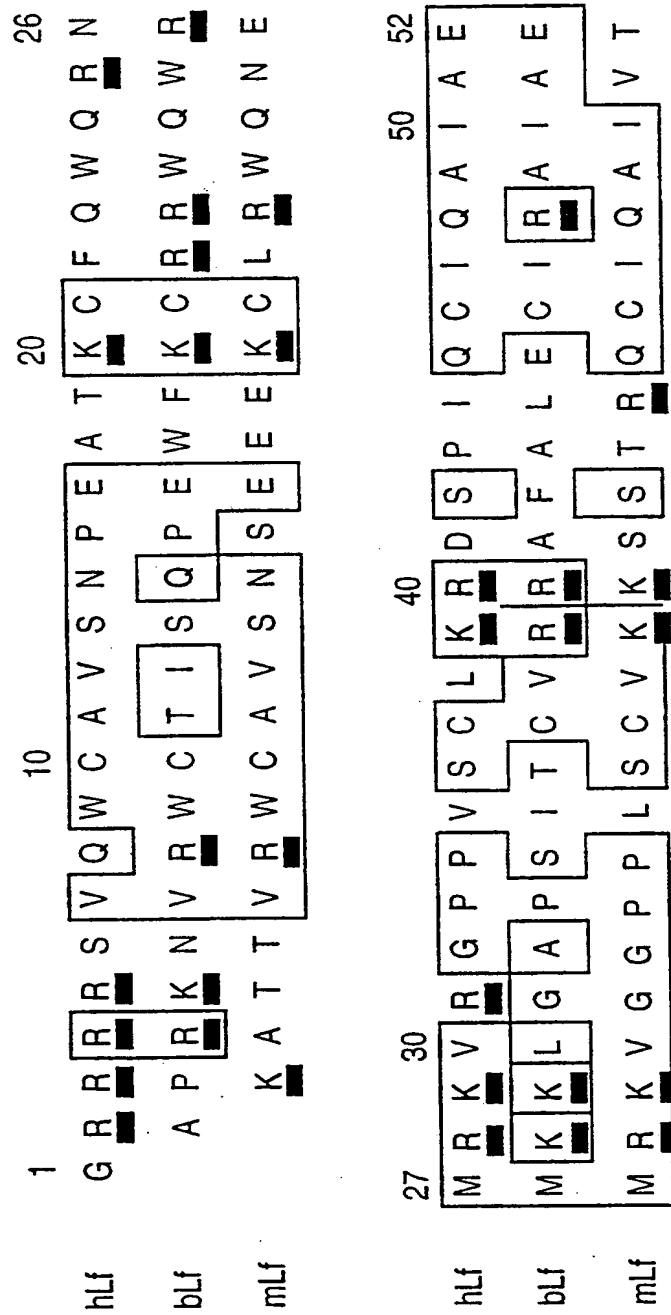 1 10 20 26
hLf G R R R R S V Q W C A V S N P E A T K C F Q W Q R N
bLf A P R K N V R W C T I S Q P E W F K C R R W Q W R
mLf K A T T V R W C A V S N S E E E K C L R W Q N E
27 30 40 50 52
hLf M R K V R G P P V S C L K R D S P I Q C I Q A I A E
bLf M K K L G A P S I T C V R R A F A L E C I R A I A E
mLf M R K V G G P P L S C V K K S S T R Q C I Q A I V T